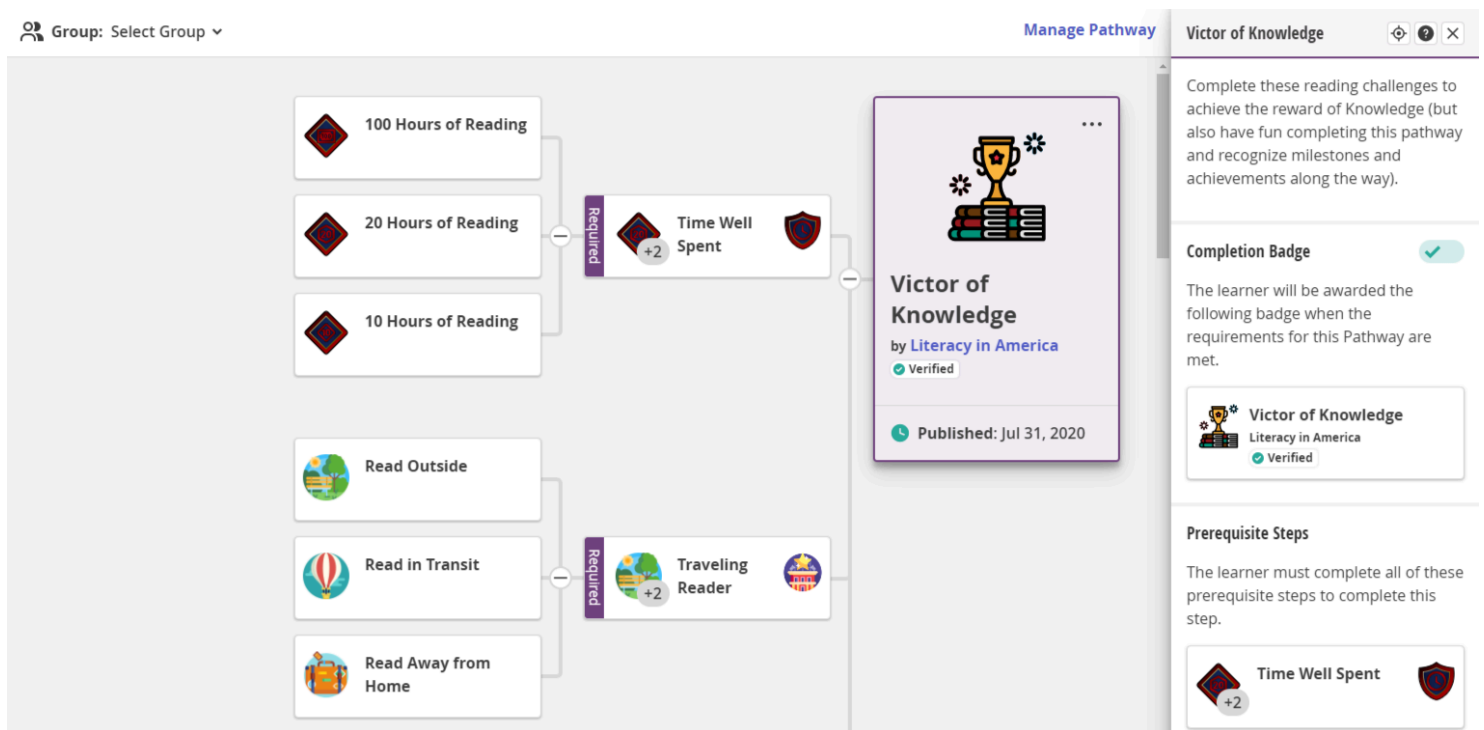 Group: Select Group
Manage Pathway
100 Hours of Reading
20 Hours of Reading
10 Hours of Reading
Required
+2
Time Well
Spent
Read Outside
Read in Transit
Read Away from
Home
Required
+2
Traveling
Reader
Victor of
Knowledge
by Literacy in America
Verified
Published: Jul 31, 2020
Victor of Knowledge
Complete these reading challenges to
achieve the reward of Knowledge (but
also have fun completing this pathway
and recognize milestones and
achievements along the way).
Completion Badge
The learner will be awarded the
following badge when the
requirements for this Pathway are
met.
Victor of Knowledge
Literacy in America
Verified
Prerequisite Steps
The learner must complete all of these
prerequisite steps to complete this
step.
+2
Time Well Spent